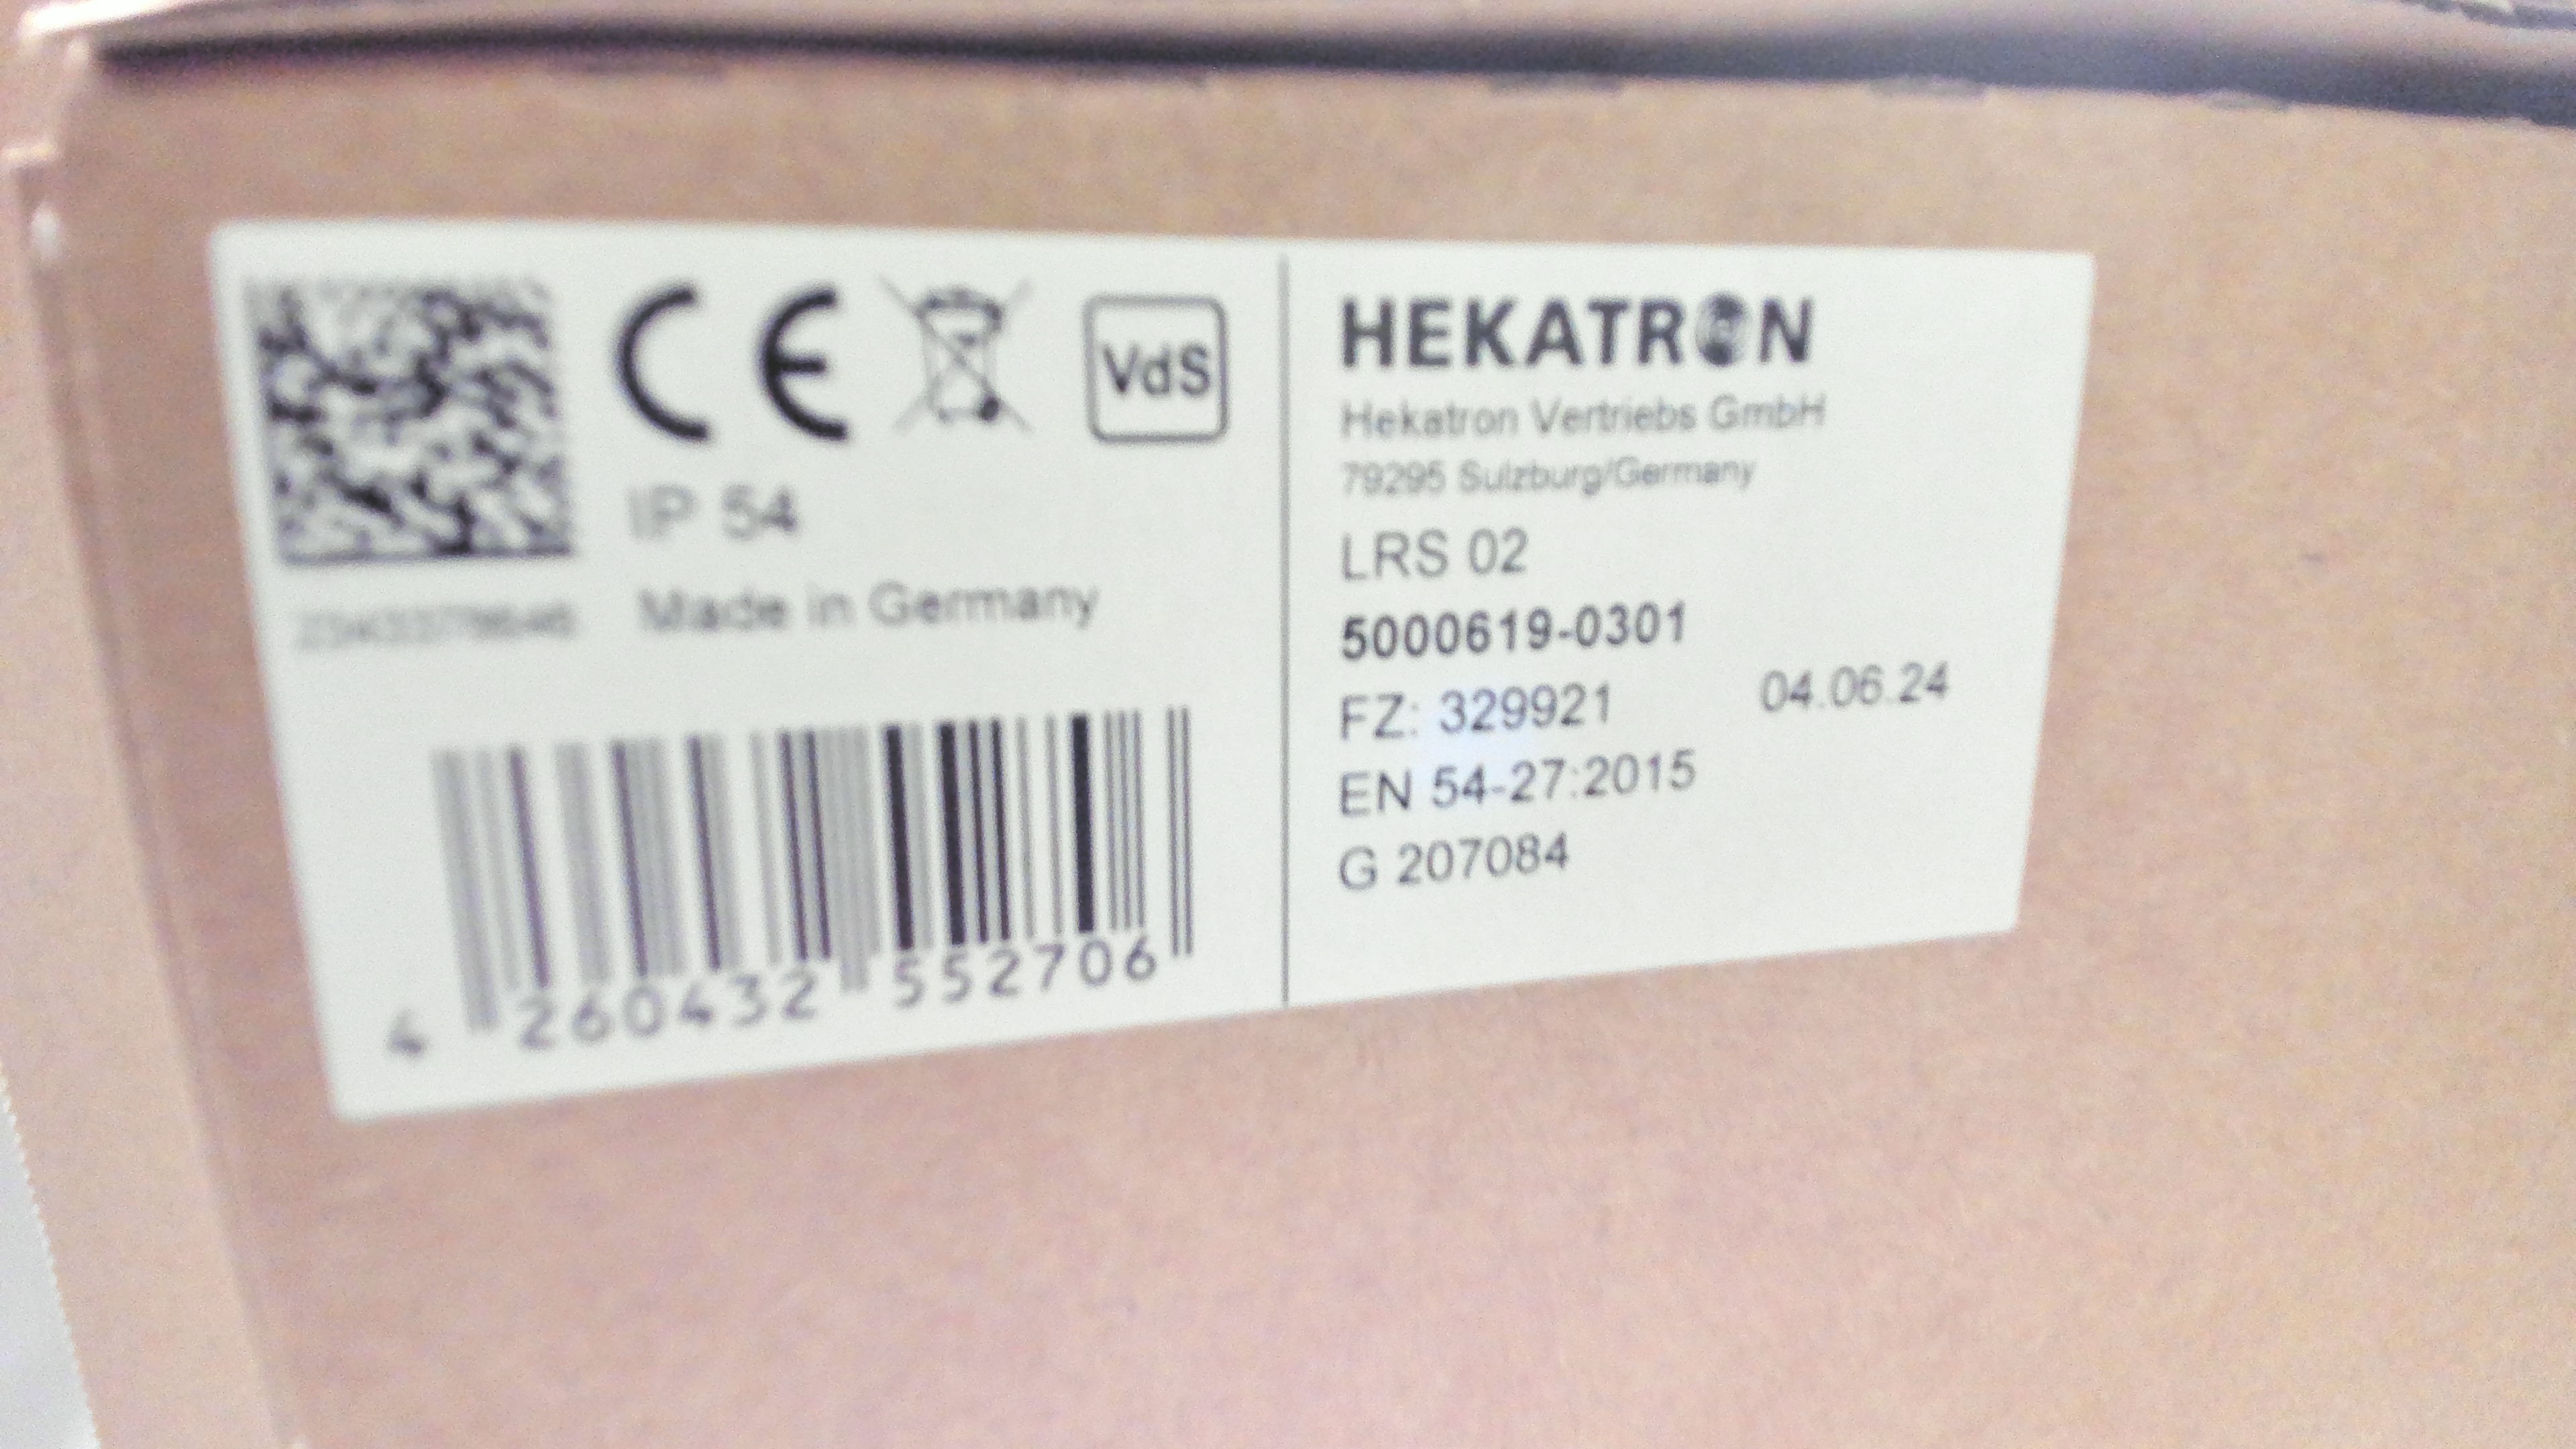 CE
VdS
IP 54
Made in Germany
4 260432 552706
HEKATRON
Hekatron Vertriebs GmbH
79295 Sulzburg/Germany
LRS 02
5000619-0301
FZ: 329921 04.06.24
EN 54-27:2015
G 207084